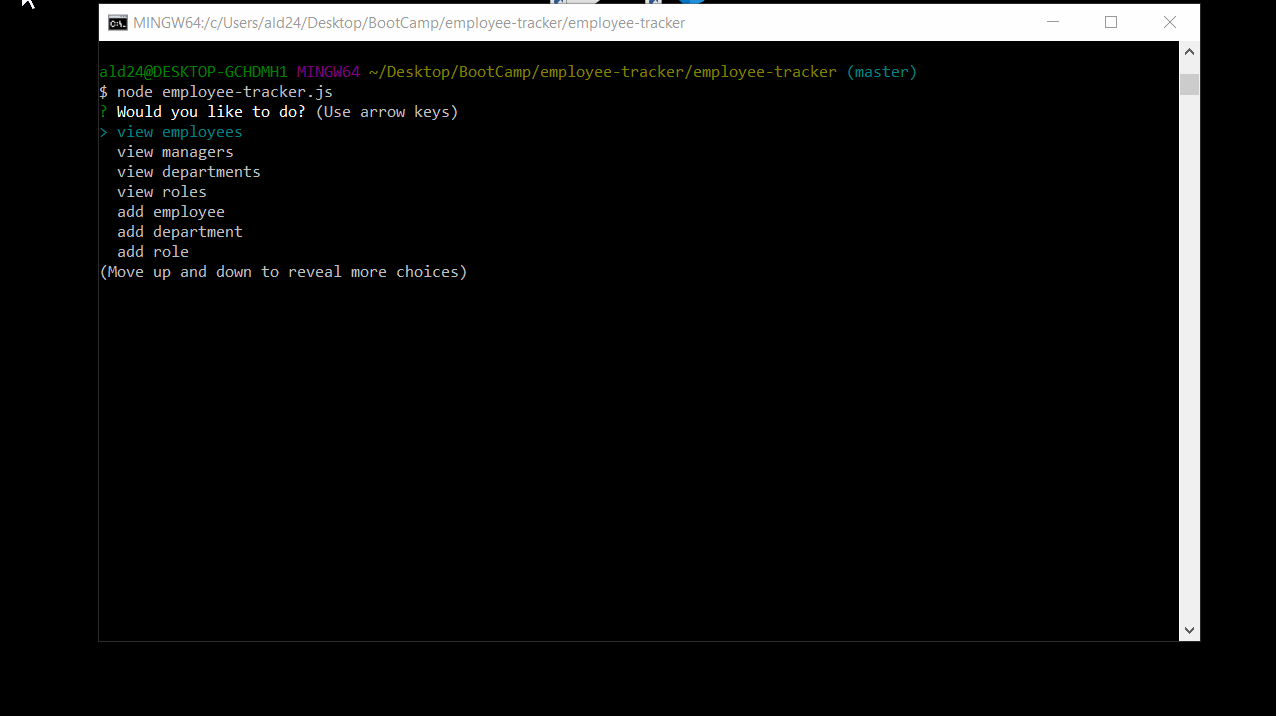 MINGW64:/c/Users/ald24/Desktop/BootCamp/employee-tracker/employee-tracker
ald24@DESKTOP-GCHDMH1 MINGW64 ~/Desktop/BootCamp/employee-tracker/employee-tracker (master)
$ node employee-tracker.js
? Would you like to do? (Use arrow keys)
> view employees
view managers
view departments
view roles
add employee
add department
add role
(Move up and down to reveal more choices)